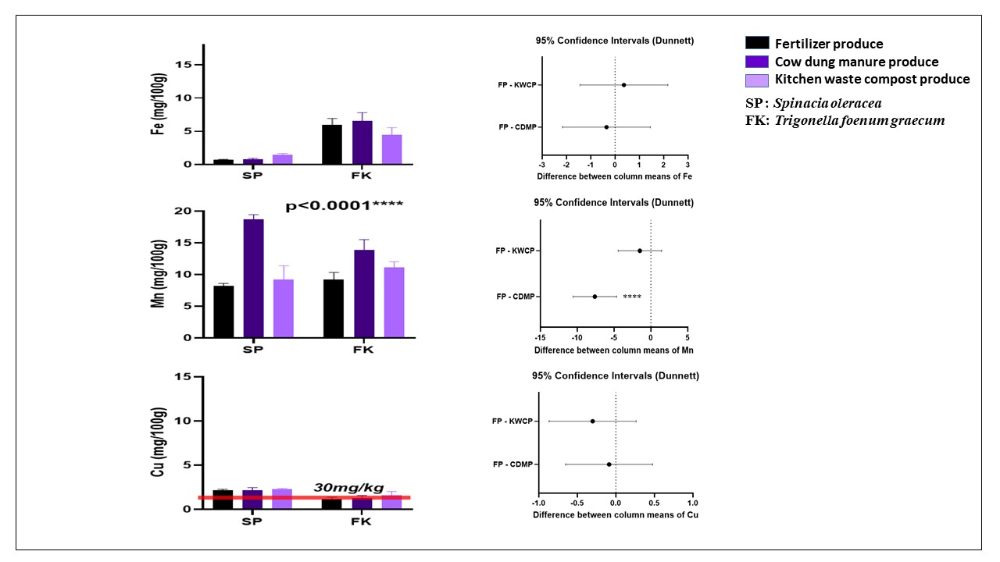 15
10
5
0
Fe (mg/100g)
SP
FK
95% Confidence Intervals (Dunnett)
FP - KWCP
FP - CDMP
-3 -2 -1 0 1 2 3
Difference between column means of Fe
Fertilizer produce
Cow dung manure produce
Kitchen waste compost produce
SP: Spinacia oleracea
FK: Trigonella foenum graecum
p<0.0001****
20
15
10
5
0
Mn (mg/100g)
SP
FK
95% Confidence Intervals (Dunnett)
FP - KWCP
FP - CDMP
****
-15 -10 -5 0 5
Difference between column means of Mn
15
10
5
0
Cu (mg/100g)
30mg/kg
SP
FK
95% Confidence Intervals (Dunnett)
FP - KWCP
FP - CDMP
-1.0 -0.5 0.0 0.5 1.0
Difference between column means of Cu